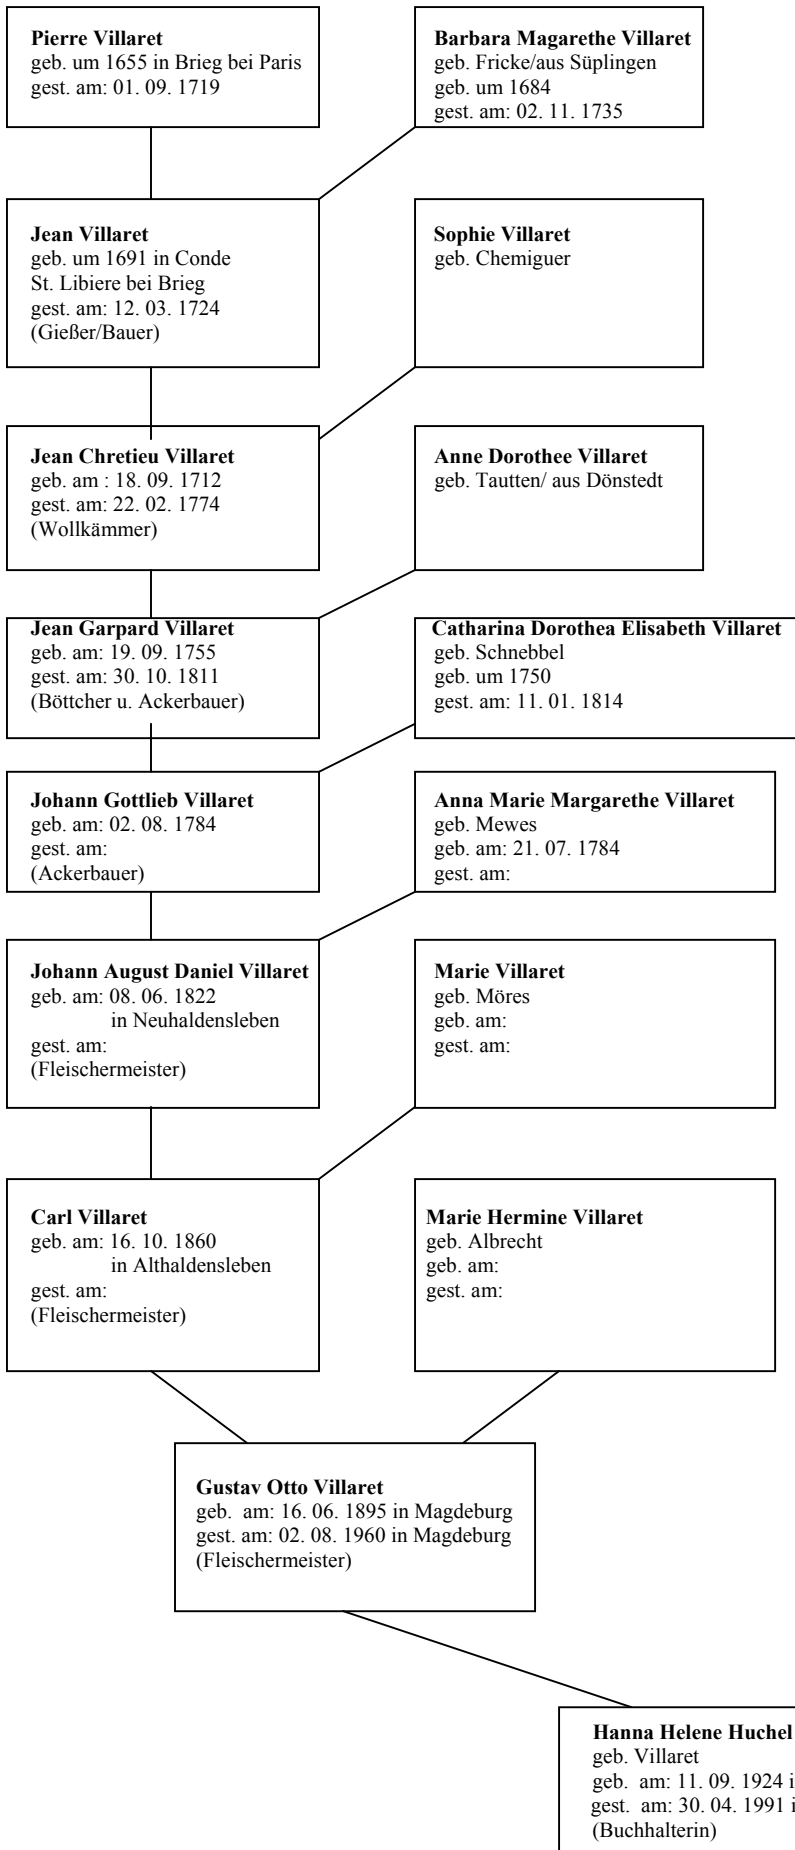 Pierre Villaret
geb. um 1655 in Brieg bei Paris
gest. am: 01. 09. 1719
Barbara Magarethe Villaret
geb. Fricke/aus Süplingen
geb. um 1684
gest. am: 02. 11. 1735
Jean Villaret
geb. um 1691 in Conde
St. Libiere bei Brieg
gest. am: 12. 03. 1724
(Gießer/Bauer)
Sophie Villaret
geb. Chemiguer
Jean Chretieu Villaret
geb. am : 18. 09. 1712
gest. am: 22. 02. 1774
(Wollkämmer)
Anne Dorothee Villaret
geb. Tautten/ aus Dönstedt
Jean Garpard Villaret
geb. am: 19. 09. 1755
gest. am: 30. 10. 1811
(Böttcher u. Ackerbauer)
Catharina Dorothea Elisabeth Villaret
geb. Schnebbel
geb. um 1750
gest. am: 11. 01. 1814
Johann Gottlieb Villaret
geb. am: 02. 08. 1784
gest. am:
(Ackerbauer)
Anna Marie Margarethe Villaret
geb. Mewes
geb. am: 21. 07. 1784
gest. am:
Johann August Daniel Villaret
geb. am: 08. 06. 1822
in Neuhaldensleben
gest. am:
(Fleischermeister)
Marie Villaret
geb. Möres
geb. am:
gest. am:
Carl Villaret
geb. am: 16. 10. 1860
in Althaldensleben
gest. am:
(Fleischermeister)
Marie Hermine Villaret
geb. Albrecht
geb. am:
gest. am:
Gustav Otto Villaret
geb. am: 16. 06. 1895 in Magdeburg
gest. am: 02. 08. 1960 in Magdeburg
(Fleischermeister)
Hanna Helene Huchel
geb. Villaret
geb. am: 11. 09. 1924 i
gest. am: 30. 04. 1991 i
(Buchhalterin)